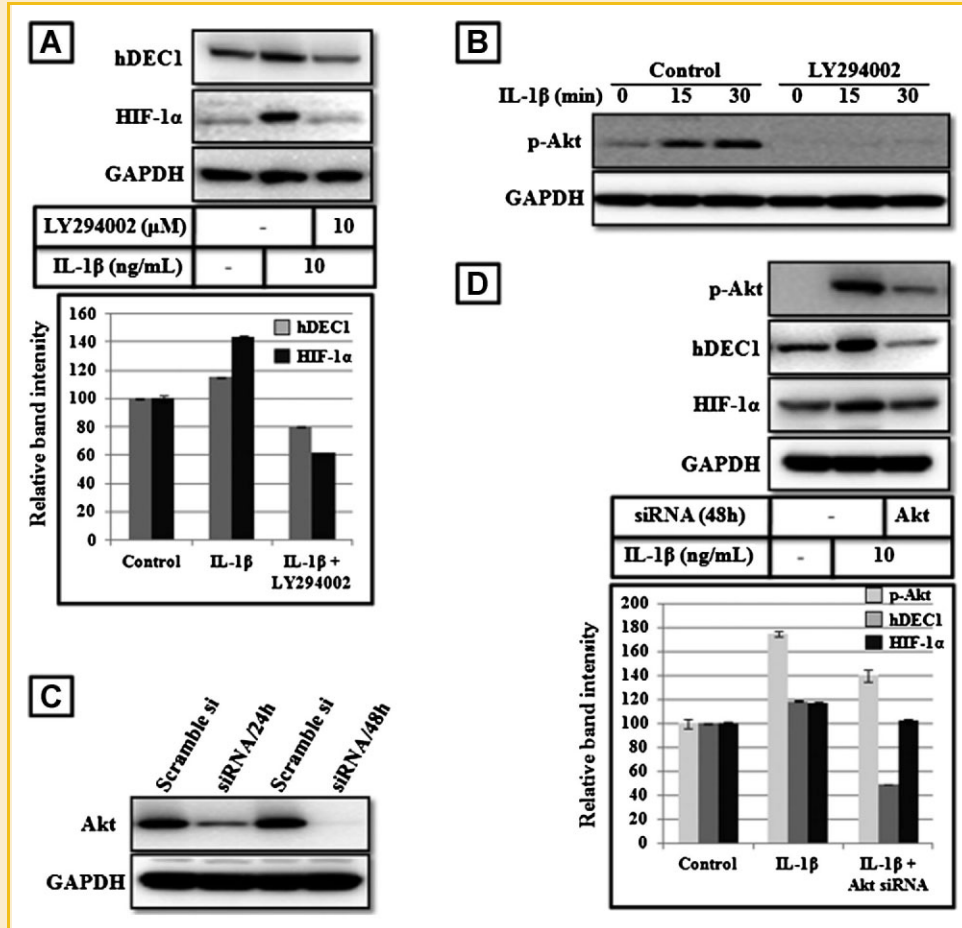 A
hDEC1
HIF-1α
GAPDH
LY294002 (µM) - 10
IL-1β (ng/mL) - 10
Relative band intensity
160
140
120
100
80
60
40
20
0
hDEC1
HIF-1α
Control IL-1β IL-1β +
LY294002
B
Control LY294002
IL-1β (min) 0 15 30 0 15 30
p-Akt
GAPDH
C
Scramble si siRNA/24h Scramble si siRNA/48h
Akt
GAPDH
D
p-Akt
hDEC1
HIF-1α
GAPDH
siRNA (48h) - Akt
IL-1β (ng/mL) - 10
Relative band intensity
200
180
160
140
120
100
80
60
40
20
0
p-Akt
hDEC1
HIF-1α
Control IL-1β IL-1β +
Akt siRNA